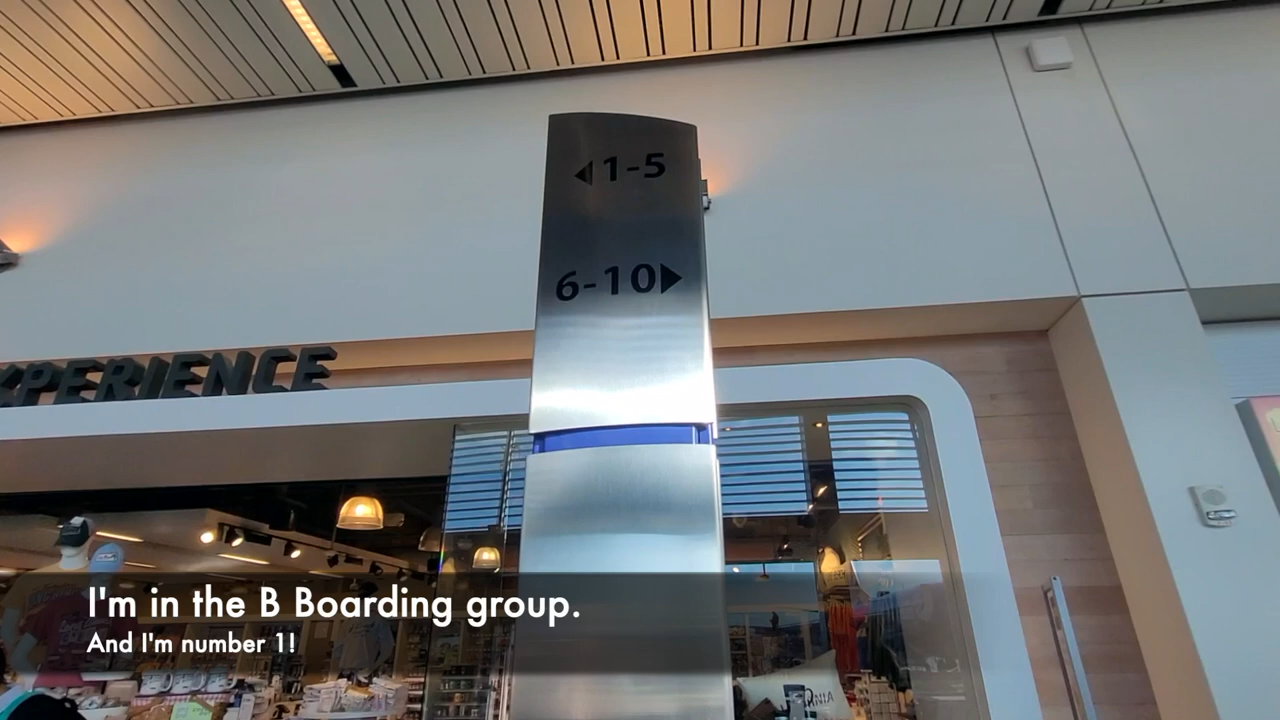 ◀1-5
6-10▶
XPERIENCE
I'm in the B Boarding group.
And I'm number 1!